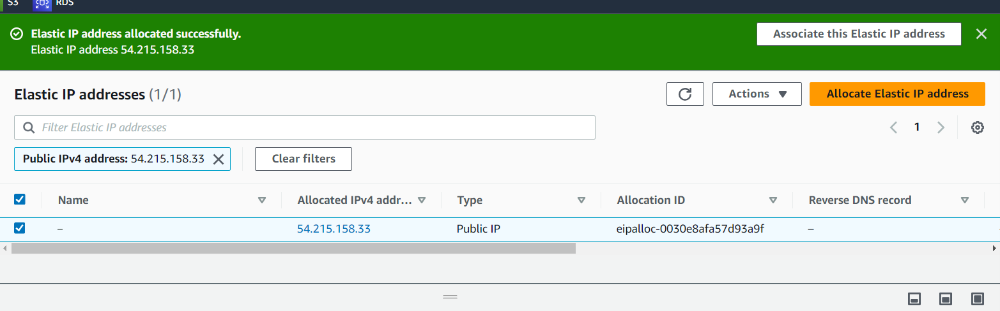 S3 RDS
Elastic IP address allocated successfully.
Elastic IP address 54.215.158.33
Associate this Elastic IP address
Elastic IP addresses (1/1)
Actions
Allocate Elastic IP address
Filter Elastic IP addresses
1
Public IPv4 address: 54.215.158.33
Clear filters
Name Allocated IPv4 addr... Type Allocation ID Reverse DNS record
– 54.215.158.33 Public IP eipalloc-0030e8afa57d93a9f –